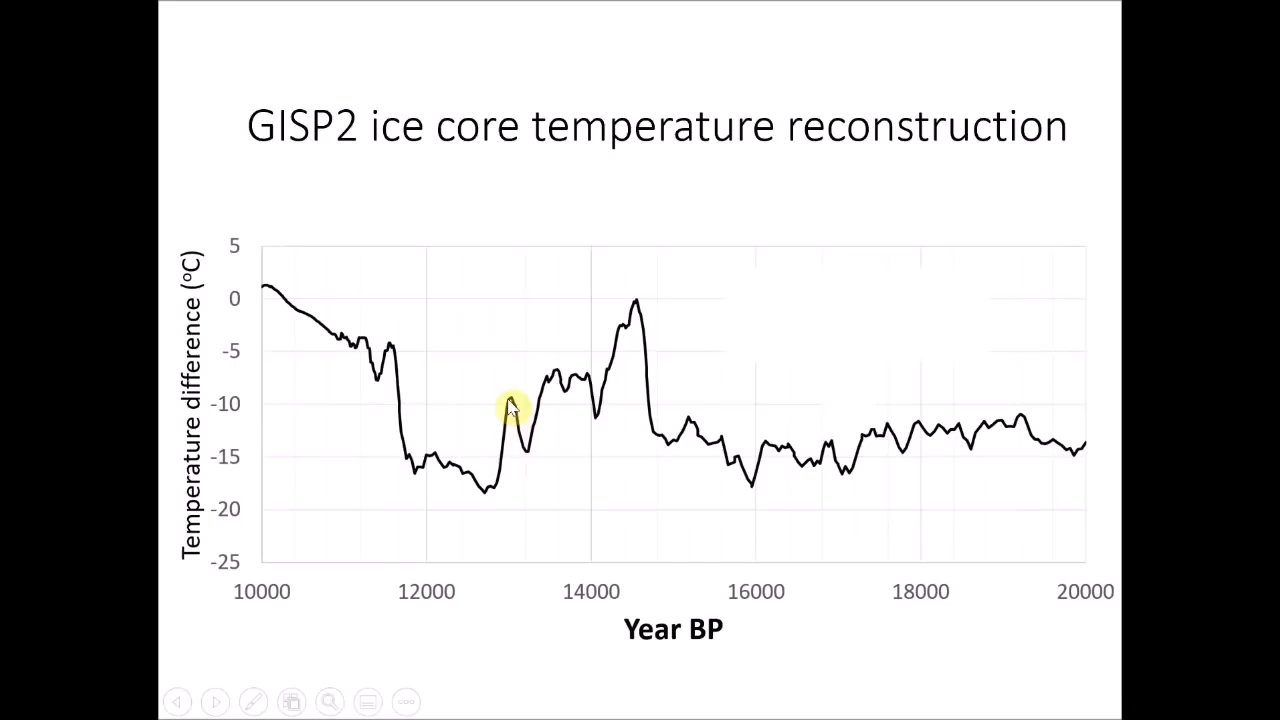 GISP2 ice core temperature reconstruction
Temperature difference (ºC)
5
0
-5
-10
-15
-20
-25
10000 12000 14000 16000 18000 20000
Year BP